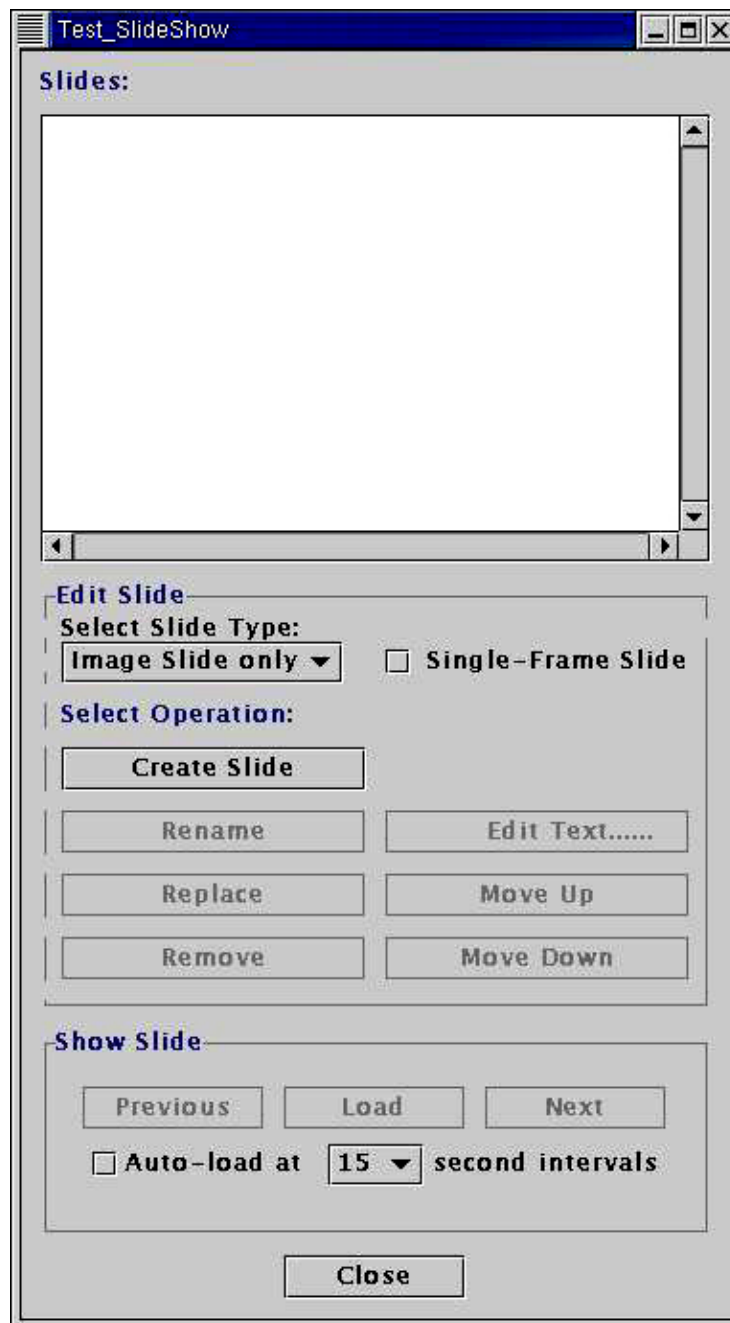 Test_SlideShow
Slides:
Edit Slide
Select Slide Type:
Image Slide only Single-Frame Slide
Select Operation:
Create Slide
Rename Edit Text......
Replace Move Up
Remove Move Down
Show Slide
Previous Load Next
Auto-load at 15 second intervals
Close